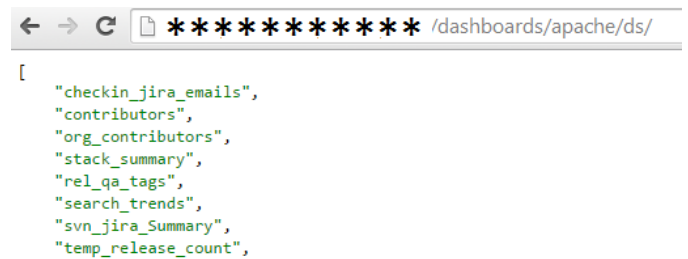 *********** /dashboards/apache/ds/
[
"checkin_jira_emails",
"contributors",
"org_contributors",
"stack_summary",
"rel_qa_tags",
"search_trends",
"svn_jira_Summary",
"temp_release_count",